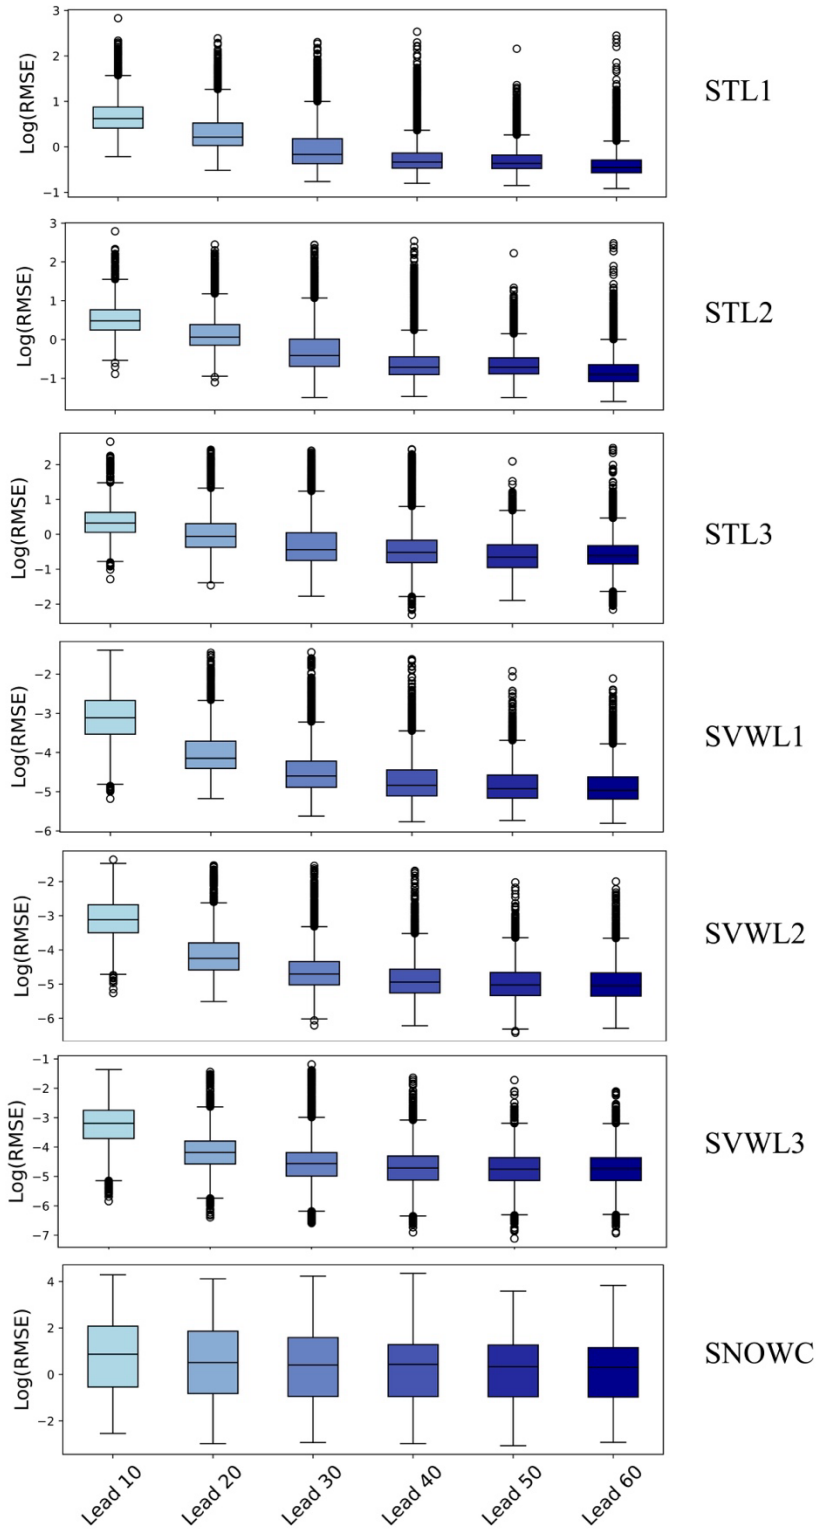 3
2
1
0
−1
Log(RMSE)
STL1
3
2
1
0
−1
Log(RMSE)
STL2
2
1
0
−1
−2
Log(RMSE)
STL3
−2
−3
−4
−5
−6
Log(RMSE)
SVWL1
−2
−3
−4
−5
−6
Log(RMSE)
SVWL2
−1
−2
−3
−4
−5
−6
−7
Log(RMSE)
SVWL3
4
2
0
−2
Log(RMSE)
SNOWC
Lead 10 Lead 20 Lead 30 Lead 40 Lead 50 Lead 60